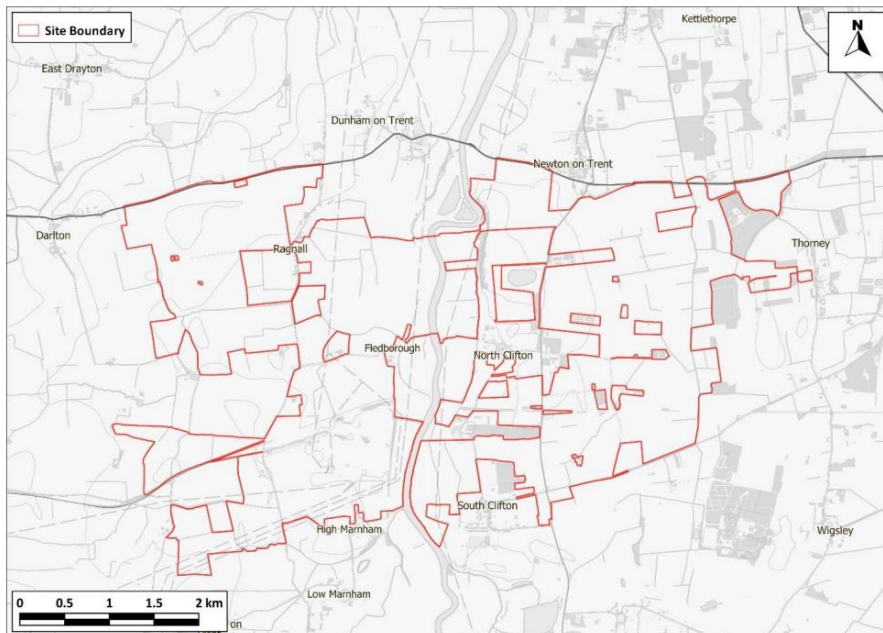 Kettlethorpe
Site Boundary
N
East Drayton
Dunham on Trent
Newton on Trent
Darlton
Thorney
Ragnall
Fledborough
North Clifton
South Clifton
High Marnham
Wigsley
Low Marnham
0 0.5 1 1.5 2 km
on